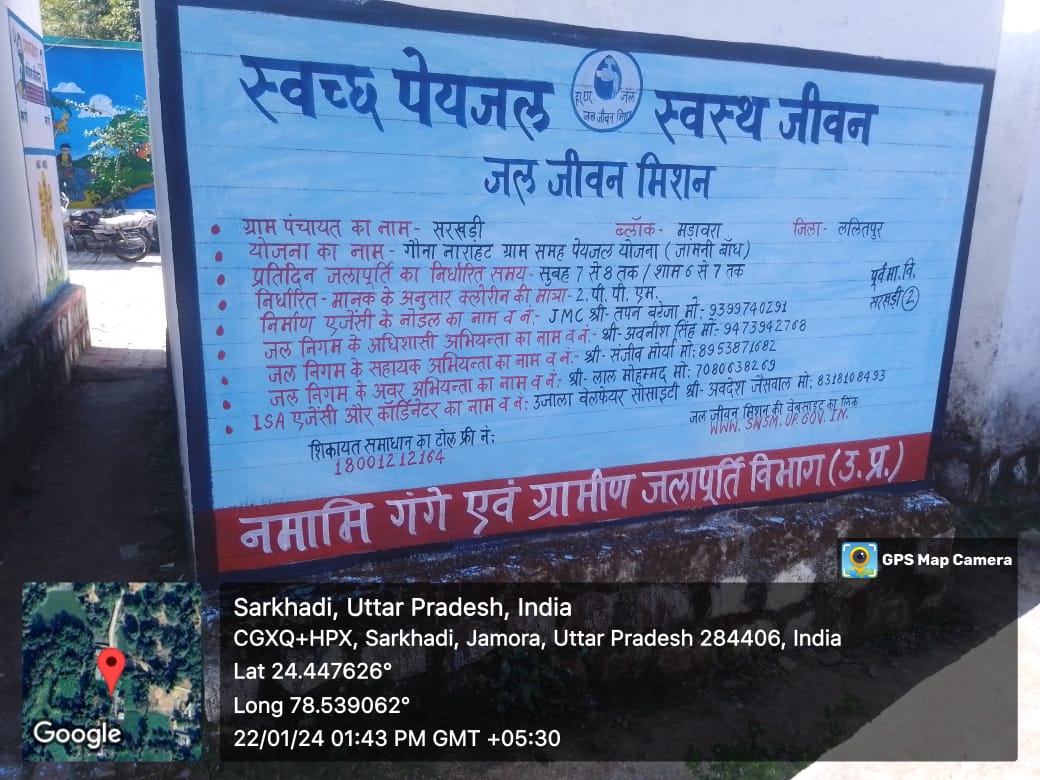 स्वच्छ पेयजल स्वस्थ जीवन
हर घर जल
जल जीवन मिशन
जल जीवन मिशन
ग्राम पंचायत का नाम- सरखड़ी ब्लॉक- मड़ावरा जिला- ललितपुर
योजना का नाम- गौना नाराहट ग्राम समह पेयजल योजना (जामनी बाँध)
प्रतिदिन जलापूर्ति का निर्धारित समय- सुबह 7 से 8 तक / शाम 6 से 7 तक
निर्धारित- मानक के अनुसार क्लोरीन की मात्रा- 2. पी. पी. एम.
पूर्व मा. वि.
सरखड़ी (2)
निर्माण एजेंसी के नोडल का नाम व नं:- JMC श्री- तपन बरेजा मो: 9399740291
जल निगम के अधिशासी अभियन्ता का नाम व नं:- श्री- अवनीश सिंह मो- 9473942768
जल निगम के सहायक अभियन्ता का नाम व नं:- श्री- संजीव मौर्या मो: 8953871682
जल निगम के अवर अभियन्ता का नाम व नं:- श्री- लाल मोहम्मद मो: 7080638269
ISA एजेंसी और कॉर्डिनेटर का नाम व नं: उजाला वेलफेयर सोसाइटी श्री- अवदेश जैसवाल मो: 8318108493
शिकायत समाधान का टोल फ्री नं:
18001212164
जल जीवन मिशन की वेबसाइट का लिंक
WWW. SWSM. UP. GOV. IN.
नमामि गंगे एवं ग्रामीण जलापूर्ति विभाग (उ. प्र.)
GPS Map Camera
Sarkhadi, Uttar Pradesh, India
CGXQ+HPX, Sarkhadi, Jamora, Uttar Pradesh 284406, India
Lat 24.447626°
Long 78.539062°
22/01/24 01:43 PM GMT +05:30
Google